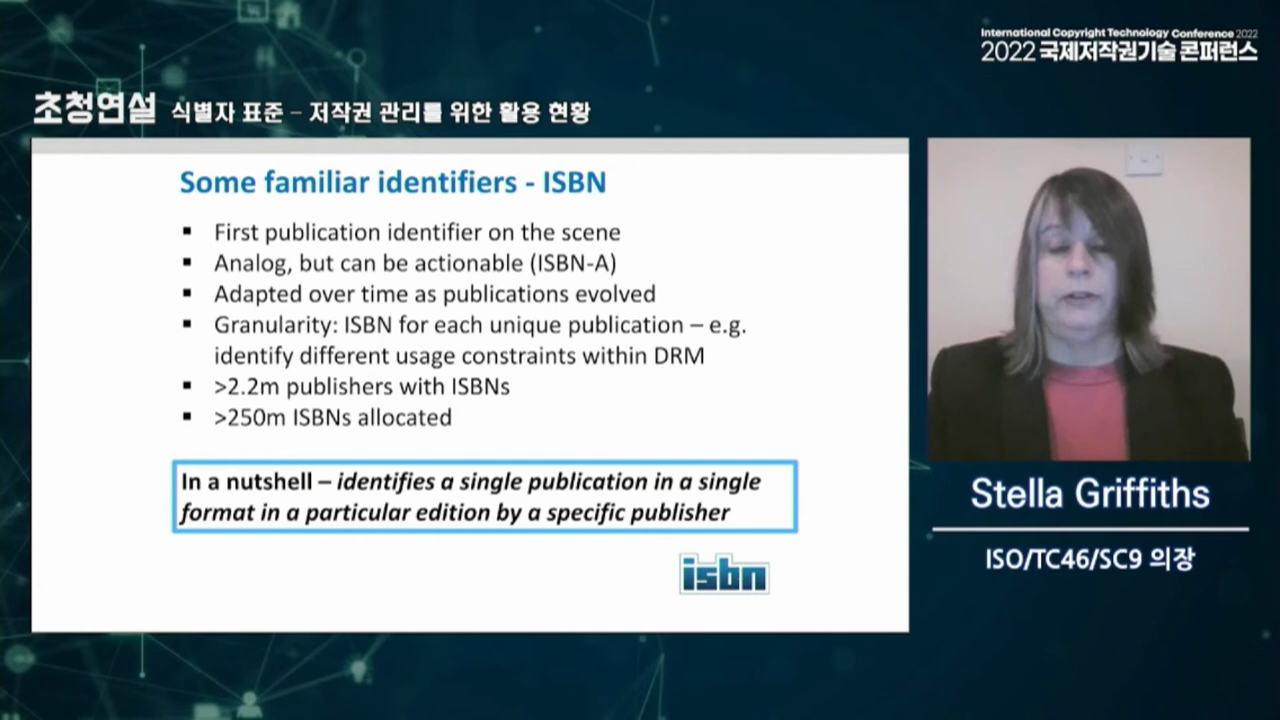 International Copyright Technology Conference 2022
2022 국제저작권기술 콘퍼런스
초청연설 식별자 표준 – 저작권 관리를 위한 활용 현황
Some familiar identifiers - ISBN
▪ First publication identifier on the scene
▪ Analog, but can be actionable (ISBN-A)
▪ Adapted over time as publications evolved
▪ Granularity: ISBN for each unique publication – e.g.
identify different usage constraints within DRM
▪ >2.2m publishers with ISBNs
▪ >250m ISBNs allocated
In a nutshell – identifies a single publication in a single
format in a particular edition by a specific publisher
isbn
Stella Griffiths
ISO/TC46/SC9 의장